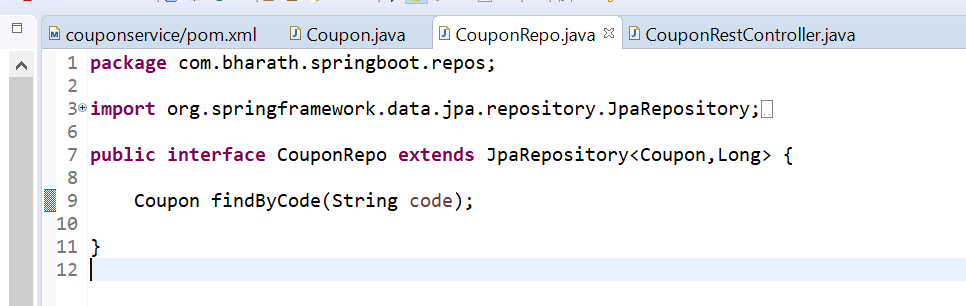 couponservice/pom.xml Coupon.java CouponRepo.java CouponRestController.java
1 package com.bharath.springboot.repos;
2
3 import org.springframework.data.jpa.repository.JpaRepository;
6
7 public interface CouponRepo extends JpaRepository<Coupon,Long> {
8
9 Coupon findByCode(String code);
10
11 }
12